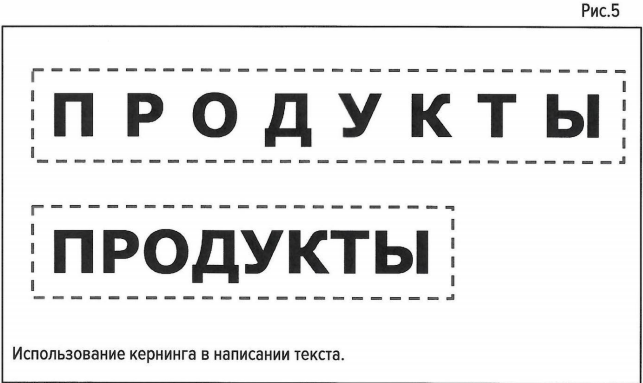 Рис.5
П Р О Д У К Т Ы
ПРОДУКТЫ
Использование кернинга в написании текста.